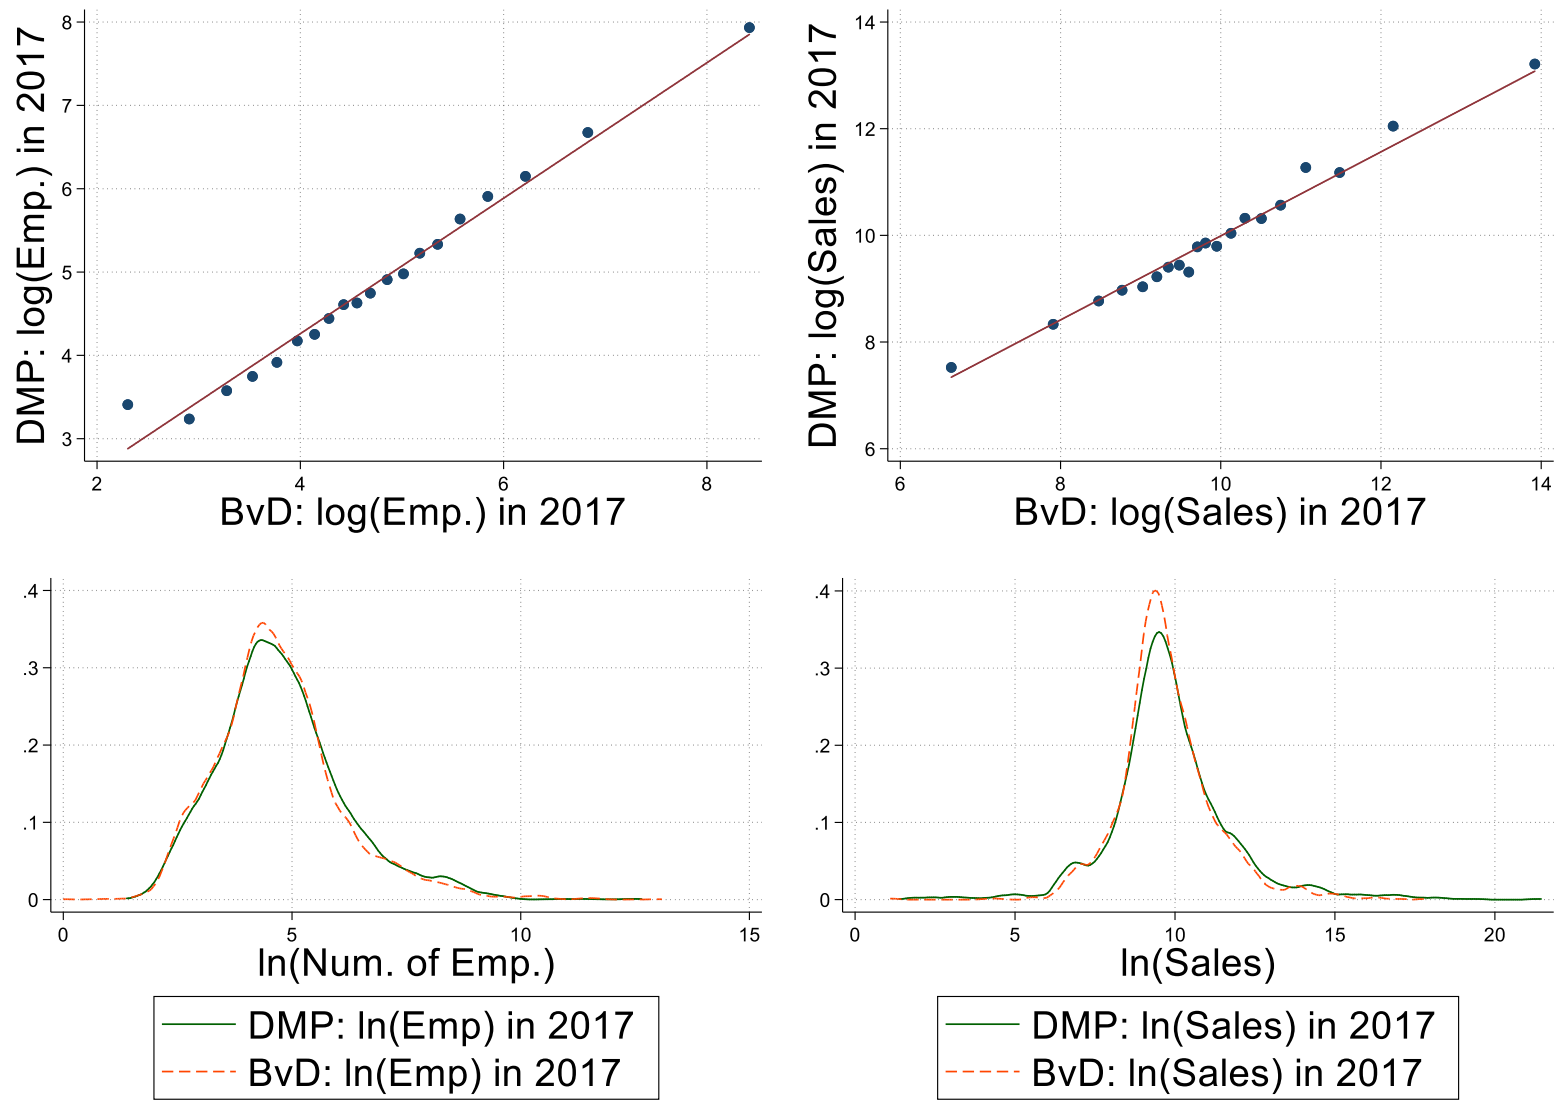 DMP: log(Emp.) in 2017
8
7
6
5
4
3
2 4 6 8
BvD: log(Emp.) in 2017
DMP: log(Sales) in 2017
14
12
10
8
6
6 8 10 12 14
BvD: log(Sales) in 2017
.4
.3
.2
.1
0
0 5 10 15
ln(Num. of Emp.)
DMP: ln(Emp) in 2017
BvD: ln(Emp) in 2017
.4
.3
.2
.1
0
0 5 10 15 20
ln(Sales)
DMP: ln(Sales) in 2017
BvD: ln(Sales) in 2017